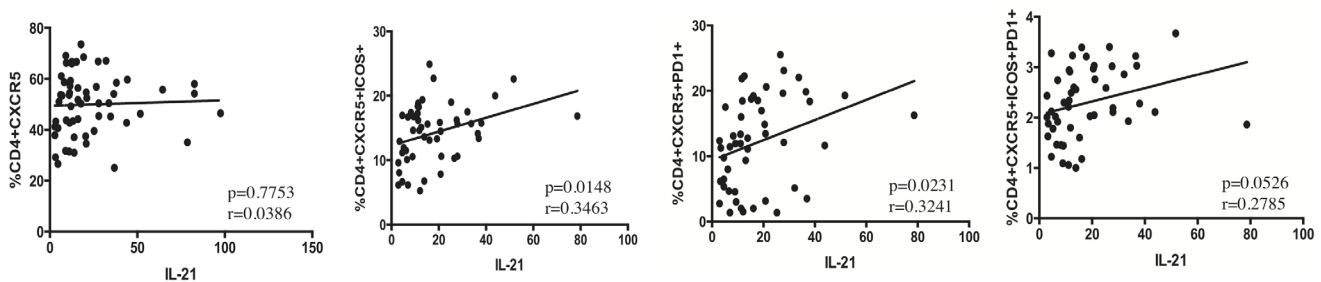 %CD4+CXCR5
80
60
40
20
0
0 50 100 150
IL-21
p=0.7753
r=0.0386
%CD4+CXCR5+ICOS+
30
20
10
0
0 20 40 60 80 100
IL-21
p=0.0148
r=0.3463
%CD4+CXCR5+PD1+
30
20
10
0
0 20 40 60 80 100
IL-21
p=0.0231
r=0.3241
%CD4+CXCR5+ICOS+PD1+
4
3
2
1
0
0 20 40 60 80 100
IL-21
p=0.0526
r=0.2785